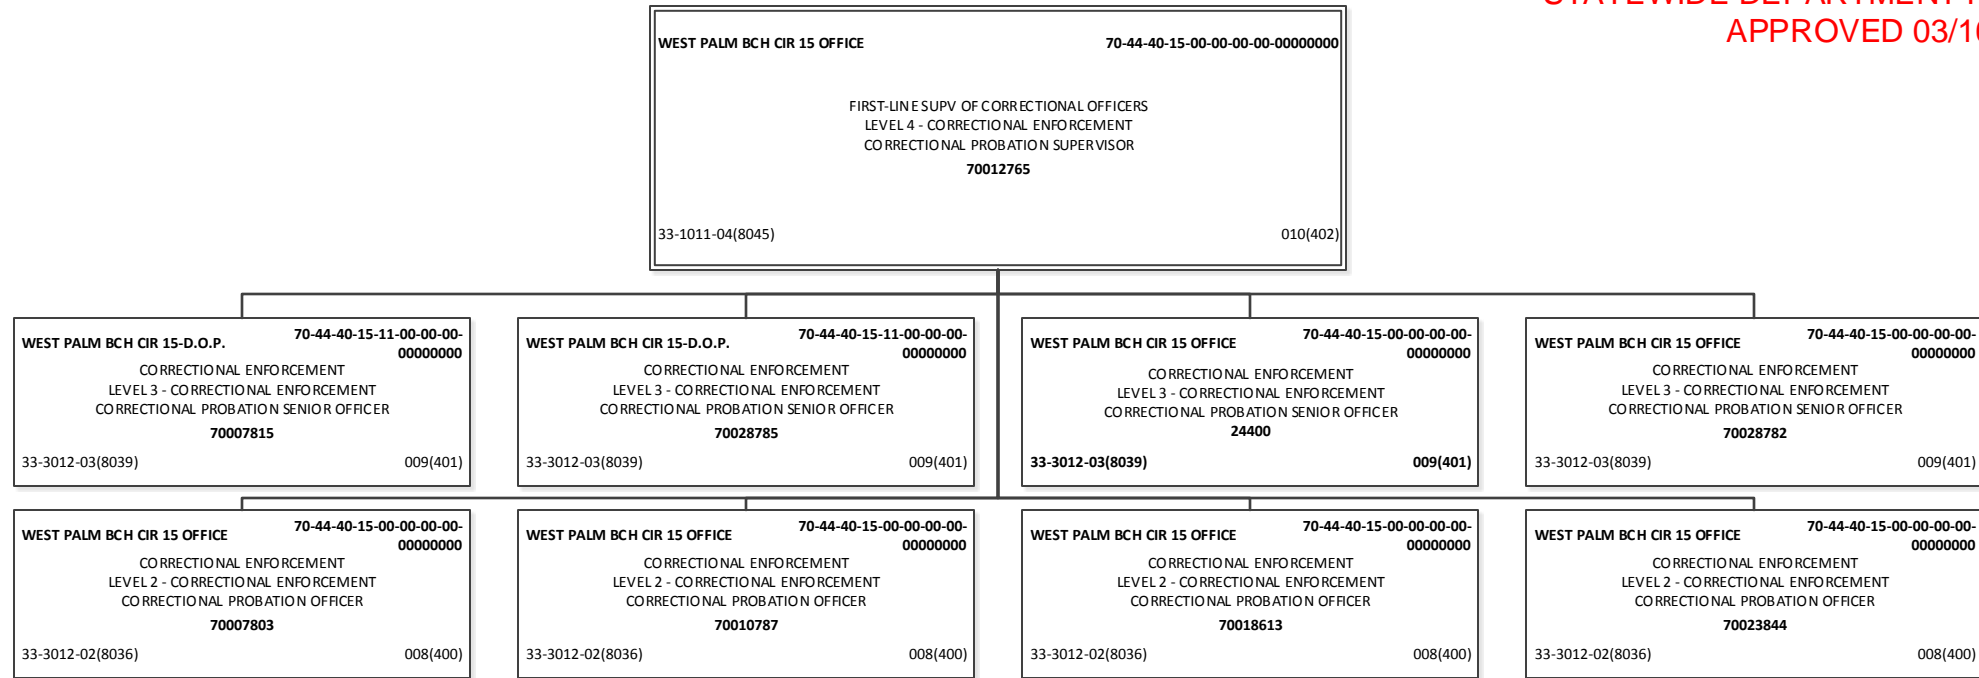 STATEWIDE DEPARTMENT
APPROVED 03/10
WEST PALM BCH CIR 15 OFFICE 70-44-40-15-00-00-00-00-00000000
FIRST-LINE SUPV OF CORRECTIONAL OFFICERS
LEVEL 4 - CORRECTIONAL ENFORCEMENT
CORRECTIONAL PROBATION SUPERVISOR
70012765
33-1011-04(8045) 010(402)
WEST PALM BCH CIR 15-D.O.P. 70-44-40-15-11-00-00-00-
00000000
CORRECTIONAL ENFORCEMENT
LEVEL 3 - CORRECTIONAL ENFORCEMENT
CORRECTIONAL PROBATION SENIOR OFFICER
70007815
33-3012-03(8039) 009(401)
WEST PALM BCH CIR 15-D.O.P. 70-44-40-15-11-00-00-00-
00000000
CORRECTIONAL ENFORCEMENT
LEVEL 3 - CORRECTIONAL ENFORCEMENT
CORRECTIONAL PROBATION SENIOR OFFICER
70028785
33-3012-03(8039) 009(401)
WEST PALM BCH CIR 15 OFFICE 70-44-40-15-00-00-00-00-
00000000
CORRECTIONAL ENFORCEMENT
LEVEL 3 - CORRECTIONAL ENFORCEMENT
CORRECTIONAL PROBATION SENIOR OFFICER
24400
33-3012-03(8039) 009(401)
WEST PALM BCH CIR 15 OFFICE 70-44-40-15-00-00-00-00-
00000000
CORRECTIONAL ENFORCEMENT
LEVEL 3 - CORRECTIONAL ENFORCEMENT
CORRECTIONAL PROBATION SENIOR OFFICER
70028782
33-3012-03(8039) 009(401)
WEST PALM BCH CIR 15 OFFICE 70-44-40-15-00-00-00-00-
00000000
CORRECTIONAL ENFORCEMENT
LEVEL 2 - CORRECTIONAL ENFORCEMENT
CORRECTIONAL PROBATION OFFICER
70007803
33-3012-02(8036) 008(400)
WEST PALM BCH CIR 15 OFFICE 70-44-40-15-00-00-00-00-
00000000
CORRECTIONAL ENFORCEMENT
LEVEL 2 - CORRECTIONAL ENFORCEMENT
CORRECTIONAL PROBATION OFFICER
70010787
33-3012-02(8036) 008(400)
WEST PALM BCH CIR 15 OFFICE 70-44-40-15-00-00-00-00-
00000000
CORRECTIONAL ENFORCEMENT
LEVEL 2 - CORRECTIONAL ENFORCEMENT
CORRECTIONAL PROBATION OFFICER
70018613
33-3012-02(8036) 008(400)
WEST PALM BCH CIR 15 OFFICE 70-44-40-15-00-00-00-00-
00000000
CORRECTIONAL ENFORCEMENT
LEVEL 2 - CORRECTIONAL ENFORCEMENT
CORRECTIONAL PROBATION OFFICER
70023844
33-3012-02(8036) 008(400)